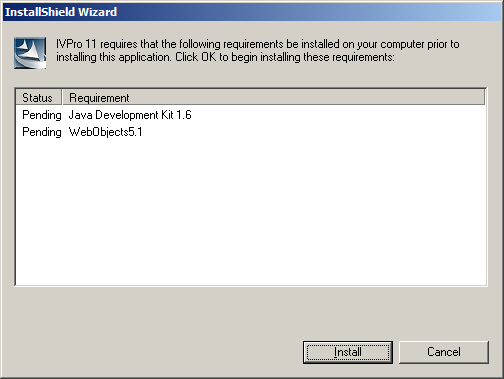 InstallShield Wizard
IVPro 11 requires that the following requirements be installed on your computer prior to
installing this application. Click OK to begin installing these requirements:
Status Requirement
Pending Java Development Kit 1.6
Pending WebObjects5.1
Install Cancel